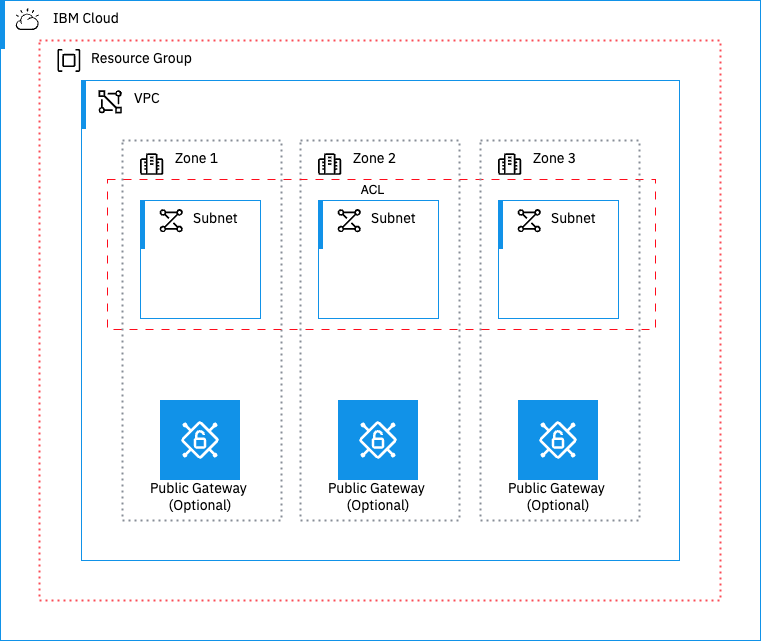 IBM Cloud
Resource Group
VPC
Zone 1
Zone 2
Zone 3
ACL
Subnet
Subnet
Subnet
Public Gateway
(Optional)
Public Gateway
(Optional)
Public Gateway
(Optional)